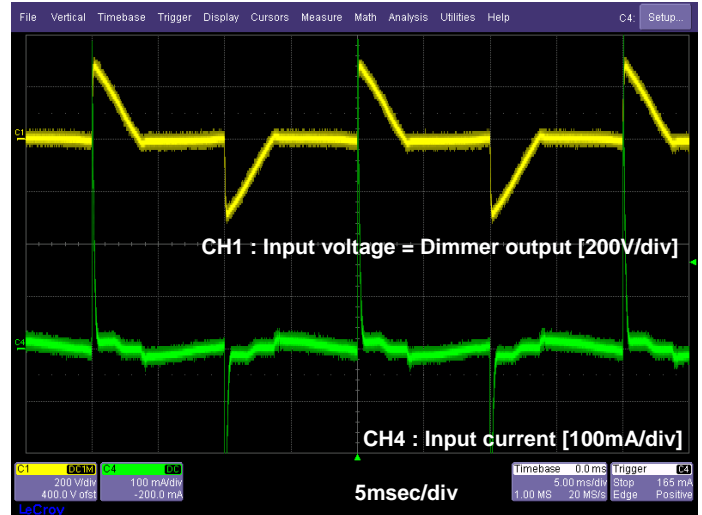 File Vertical Timebase Trigger Display Cursors Measure Math Analysis Utilities Help C4: Setup...
C1
CH1 : Input voltage = Dimmer output [200V/div]
C4
CH4 : Input current [100mA/div]
C1 DC1M C4 DC Timebase 0.0 ms Trigger C4
200 V/div 100 mA/div 5.00 ms/div Stop 165 mA
400.0 V ofst -200.0 mA 5msec/div 1.00 MS 20 MS/s Edge Positive
LeCroy